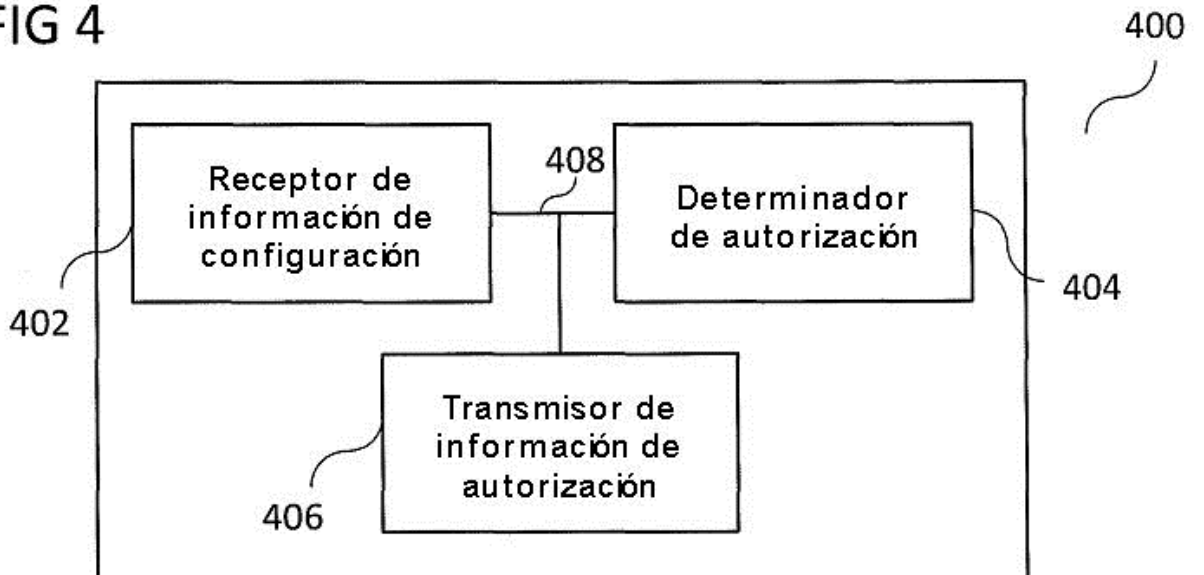 FIG 4
400
Receptor de
información de
configuración
408
Determinador
de autorización
402
404
Transmisor de
información de
autorización
406